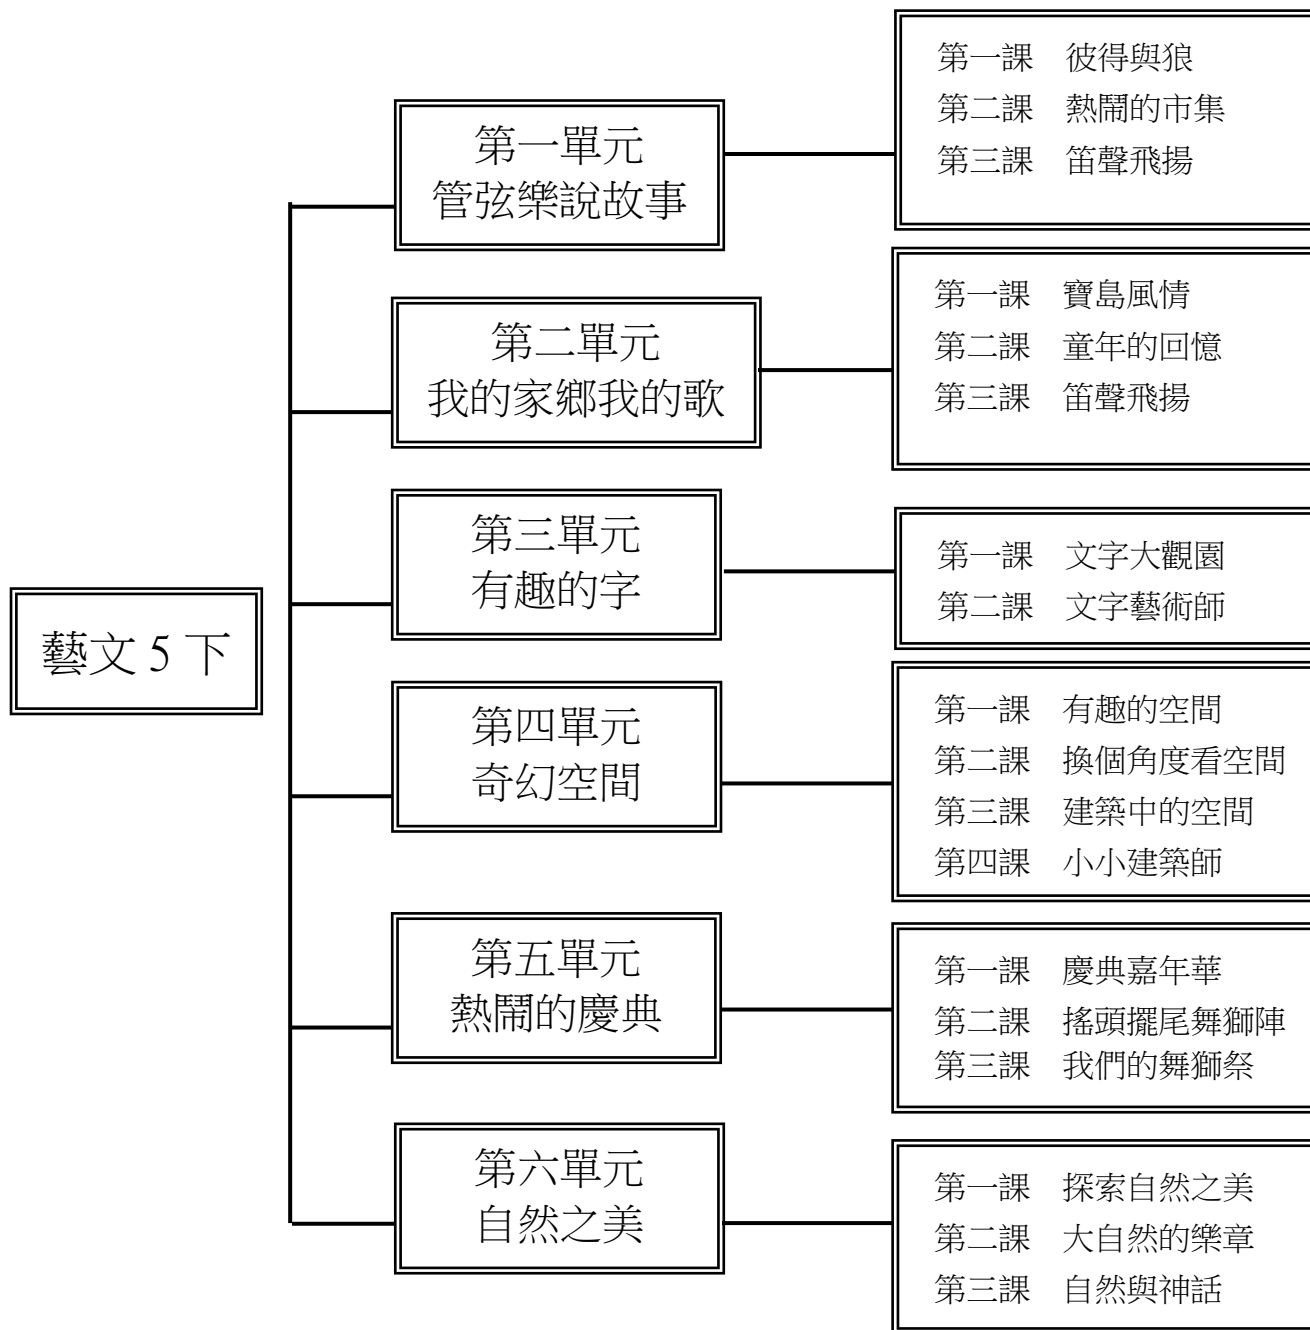 藝文 5 下
第一單元
管弦樂說故事
第一課　彼得與狼
第二課　熱鬧的市集
第三課　笛聲飛揚
第二單元
我的家鄉我的歌
第一課　寶島風情
第二課　童年的回憶
第三課　笛聲飛揚
第三單元
有趣的字
第一課　文字大觀園
第二課　文字藝術師
第四單元
奇幻空間
第一課　有趣的空間
第二課　換個角度看空間
第三課　建築中的空間
第四課　小小建築師
第五單元
熱鬧的慶典
第一課　慶典嘉年華
第二課　搖頭擺尾舞獅陣
第三課　我們的舞獅祭
第六單元
自然之美
第一課　探索自然之美
第二課　大自然的樂章
第三課　自然與神話